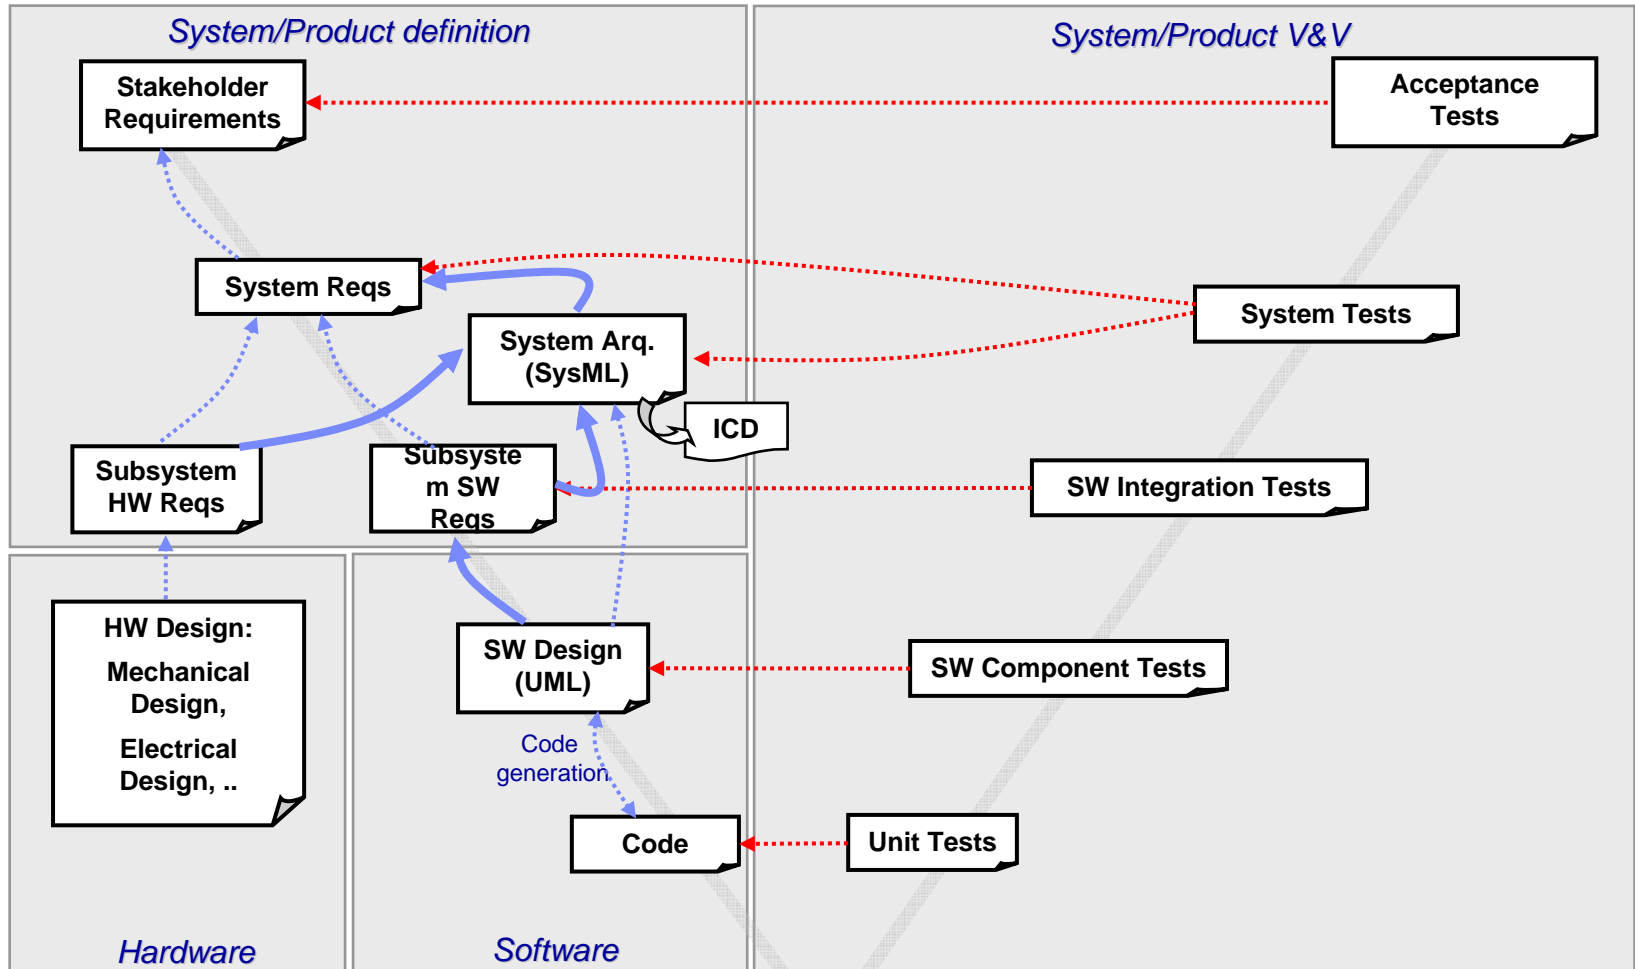 System/Product definition
System/Product V&V
Stakeholder
Requirements
Acceptance
Tests
System Reqs
System Arq.
(SysML)
System Tests
ICD
Subsystem
HW Reqs
Subsyste
m SW
Reqs
SW Integration Tests
HW Design:
Mechanical
Design,
Electrical
Design, ..
SW Design
(UML)
SW Component Tests
Code
generation
Code
Unit Tests
Hardware
Software